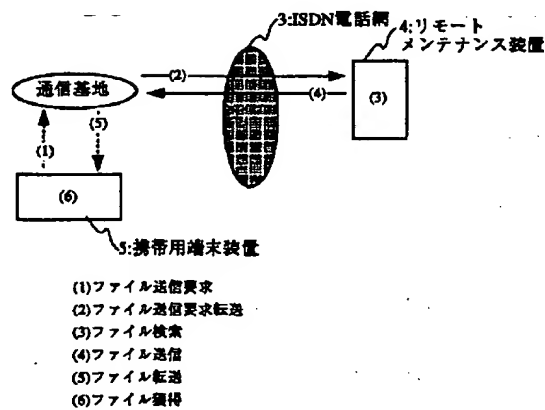 3:ISDN電話網
4:リモート
メンテナンス装置
通信基地
(2)
(4)
(3)
(1)
(5)
(6)
5:携帯用端末装置
(1)ファイル送信要求
(2)ファイル送信要求転送
(3)ファイル検索
(4)ファイル送信
(5)ファイル転送
(6)ファイル獲得